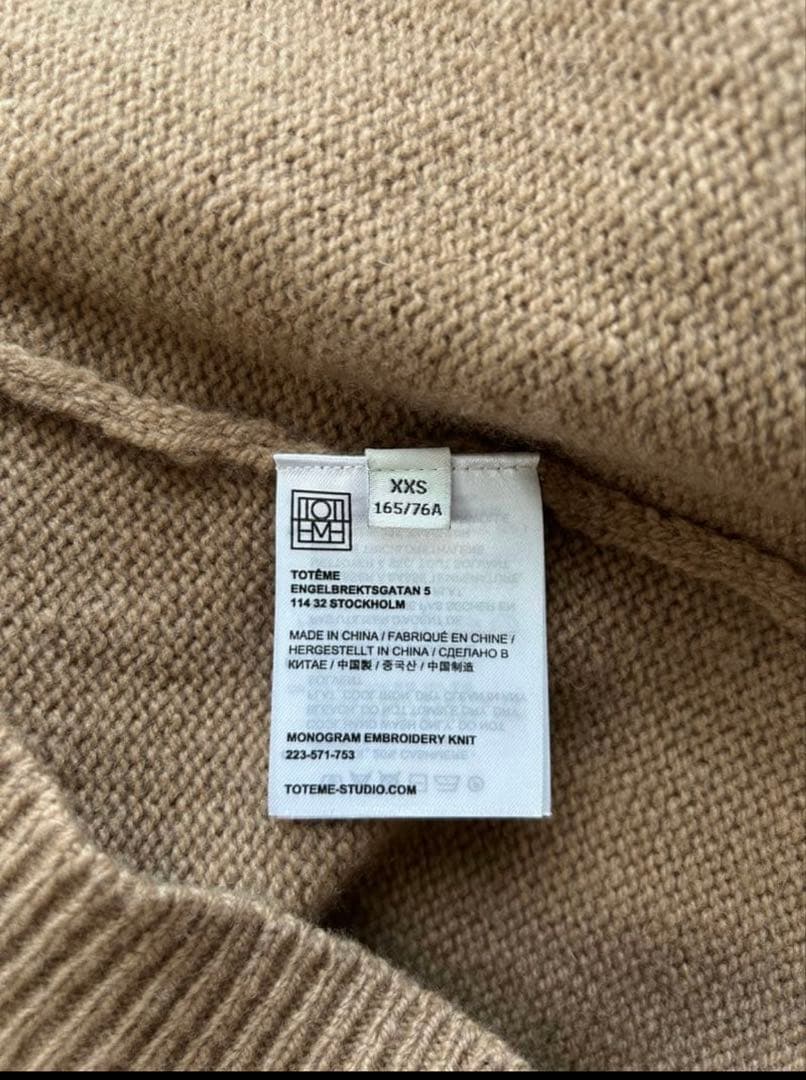 XXS
165/76A
TOTEME
TOTÊME
ENGELBREKTSGATAN 5
114 32 STOCKHOLM
MADE IN CHINA / FABRIQUÉ EN CHINE /
HERGESTELLT IN CHINA / СДЕЛАНО В
КИТАЕ / 中国製 / 중국산 / 中国制造
MONOGRAM EMBROIDERY KNIT
223-571-753
TOTEME-STUDIO.COM